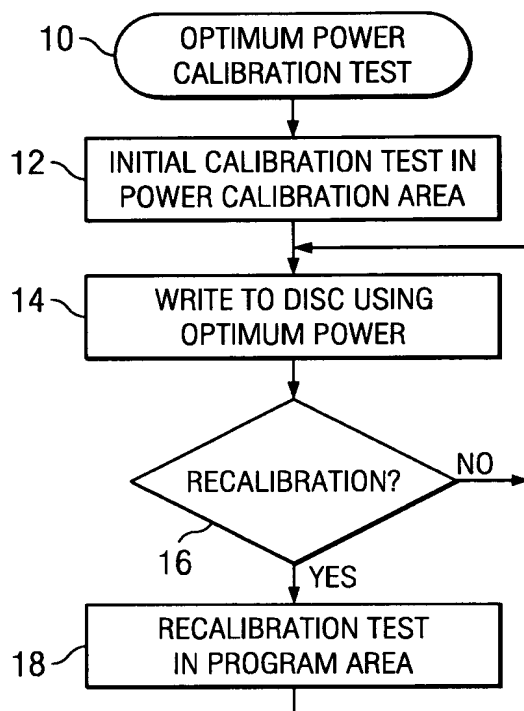 10
OPTIMUM POWER
CALIBRATION TEST
12
INITIAL CALIBRATION TEST IN
POWER CALIBRATION AREA
14
WRITE TO DISC USING
OPTIMUM POWER
RECALIBRATION?
NO
16
YES
18
RECALIBRATION TEST
IN PROGRAM AREA